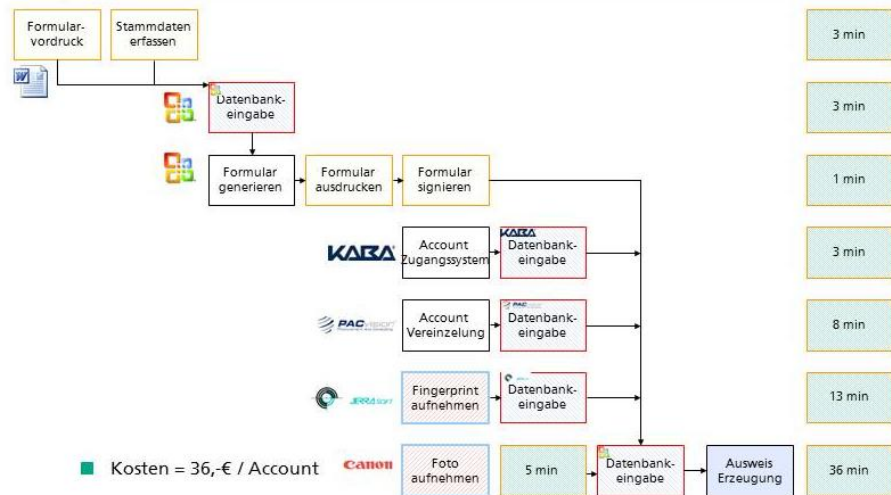 Formular-
vordruck
Stammdaten
erfassen
3 min
W
Datenbank-
eingabe
3 min
Formular
generieren
Formular
ausdrucken
Formular
signieren
1 min
KABA®
Account
Zugangssystem
KABA
Datenbank-
eingabe
3 min
PACvision
Account
Vereinzelung
PACvision
Datenbank-
eingabe
8 min
Fingerprint
aufnehmen
Datenbank-
eingabe
13 min
Kosten = 36,-€ / Account
Canon
Foto
aufnehmen
5 min
Datenbank-
eingabe
Ausweis
Erzeugung
36 min